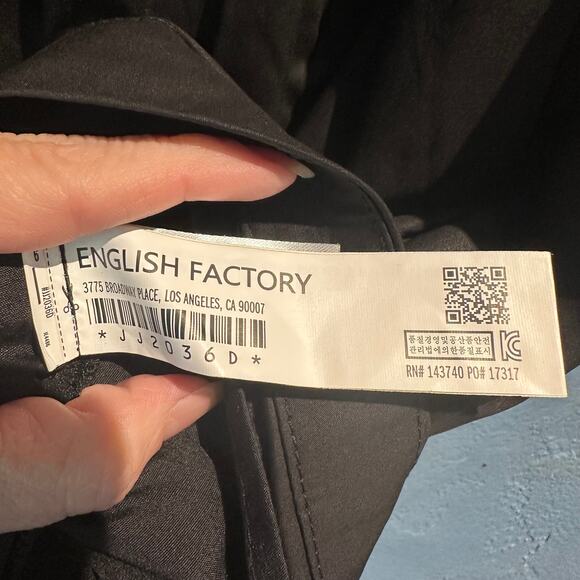 ENGLISH FACTORY
3775 BROADWAY PLACE, LOS ANGELES, CA 90007
*JJ2036D*
품질경영및공산품안전
관리법에의한품질표시
RN# 143740 PO# 17317